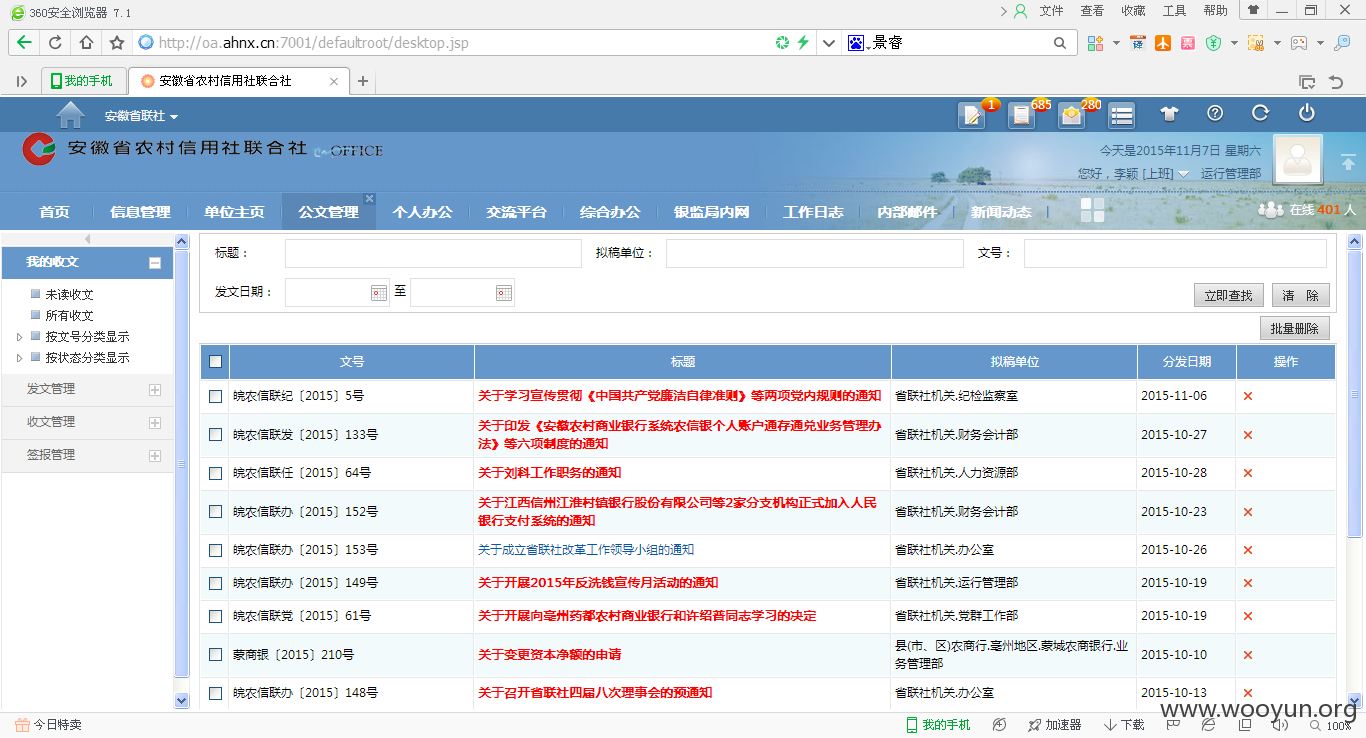 360安全浏览器 7.1
文件 查看 收藏 工具 帮助
http://oa.ahnx.cn:7001/defaultroot/desktop.jsp
景睿
译
票
我的手机
安徽省农村信用社联合社
安徽省联社
1
685
280
安徽省农村信用社联合社
e-OFFICE
今天是2015年11月7日 星期六
您好，李颖 [上班] 运行管理部
首页 信息管理 单位主页 公文管理 个人办公 交流平台 综合办公 银监局内网 工作日志 内部邮件 新闻动态
在线 401 人
我的收文
未读收文
所有收文
按文号分类显示
按状态分类显示
发文管理
收文管理
签报管理
标题： 拟稿单位： 文号：
发文日期： 至
立即查找 清 除
批量删除
文号 标题 拟稿单位 分发日期 操作
皖农信联纪〔2015〕5号 关于学习宣传贯彻《中国共产党廉洁自律准则》等两项党内规则的通知 省联社机关.纪检监察室 2015-11-06
皖农信联发〔2015〕133号 关于印发《安徽农村商业银行系统农信银个人账户通存通兑业务管理办
法》等六项制度的通知 省联社机关.财务会计部 2015-10-27
皖农信联任〔2015〕64号 关于刘科工作职务的通知 省联社机关.人力资源部 2015-10-28
皖农信联办〔2015〕152号 关于江西信州江淮村镇银行股份有限公司等2家分支机构正式加入人民
银行支付系统的通知 省联社机关.财务会计部 2015-10-23
皖农信联办〔2015〕153号 关于成立省联社改革工作领导小组的通知 省联社机关.办公室 2015-10-26
皖农信联办〔2015〕149号 关于开展2015年反洗钱宣传月活动的通知 省联社机关.运行管理部 2015-10-19
皖农信联党〔2015〕61号 关于开展向亳州药都农村商业银行和许绍普同志学习的决定 省联社机关.党群工作部 2015-10-19
蒙商银〔2015〕210号 关于变更资本净额的申请 县(市、区)农商行.亳州地区.蒙城农商银行.业
务管理部 2015-10-10
皖农信联办〔2015〕148号 关于召开省联社四届八次理事会的预通知 省联社机关.办公室 2015-10-13
www.wooyun.org
今日特卖
我的手机 加速器 下载 100%